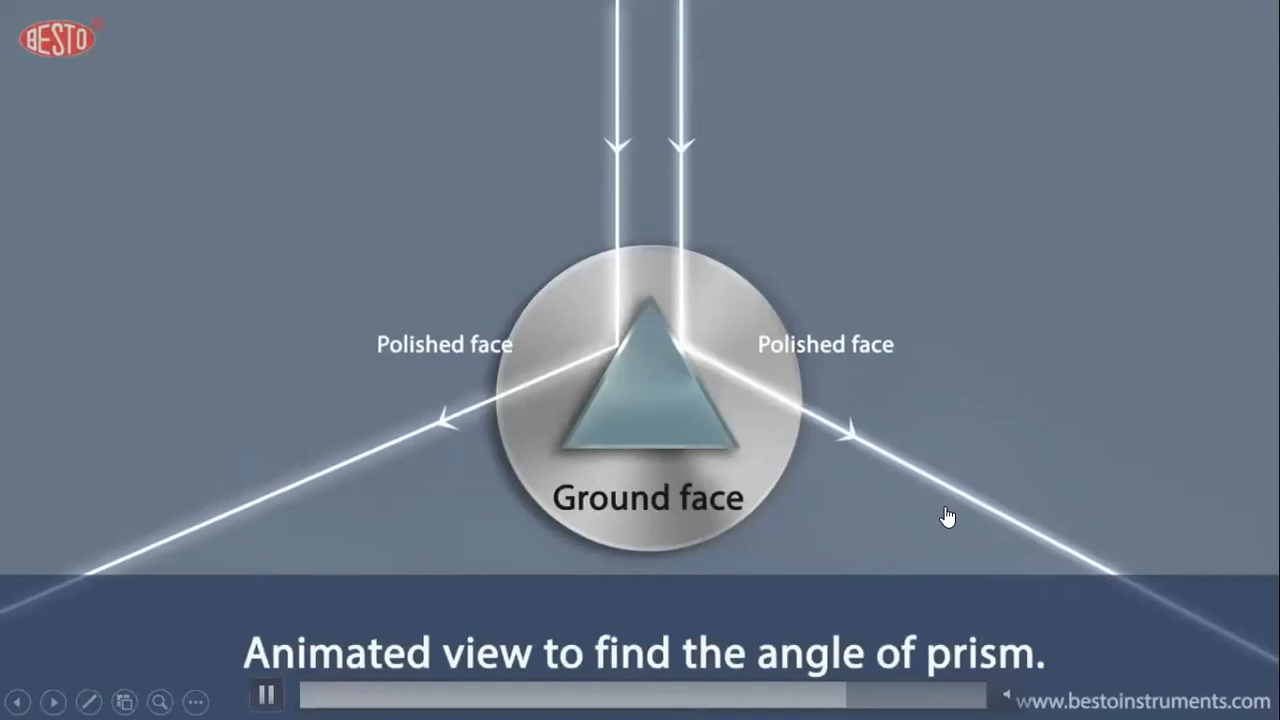 BESTO
Polished face
Polished face
Ground face
Animated view to find the angle of prism.
www.bestoinstruments.com